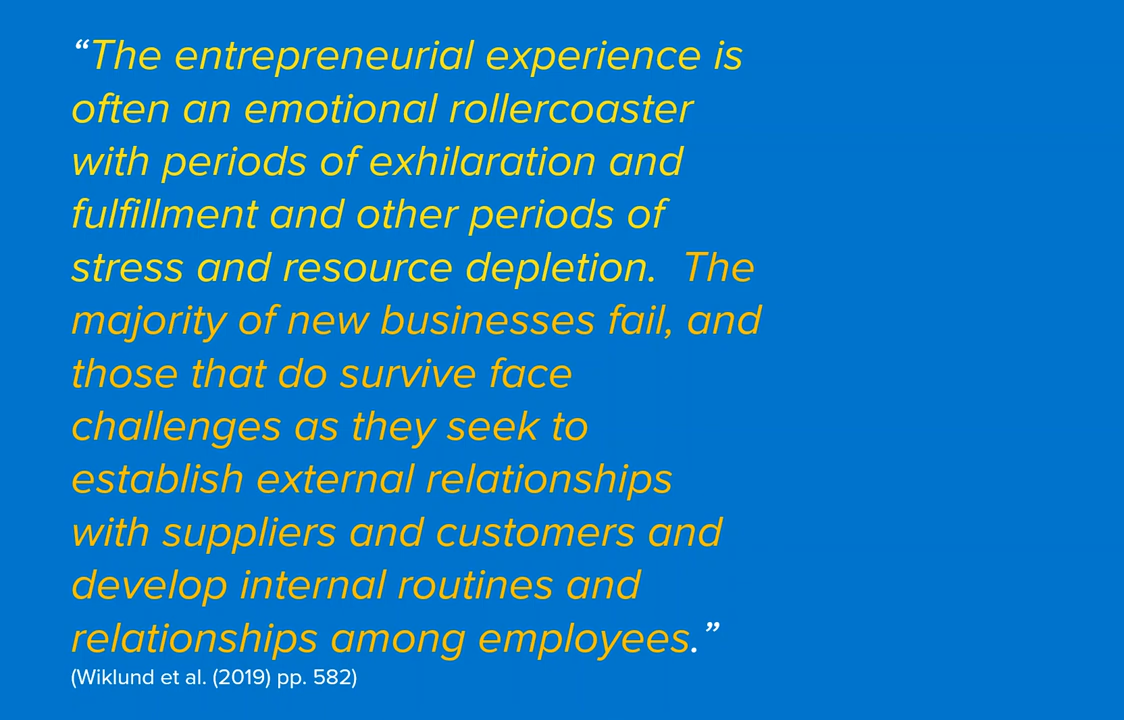 “The entrepreneurial experience is
often an emotional rollercoaster
with periods of exhilaration and
fulfillment and other periods of
stress and resource depletion.  The
majority of new businesses fail, and
those that do survive face
challenges as they seek to
establish external relationships
with suppliers and customers and
develop internal routines and
relationships among employees.”
(Wiklund et al. (2019) pp. 582)